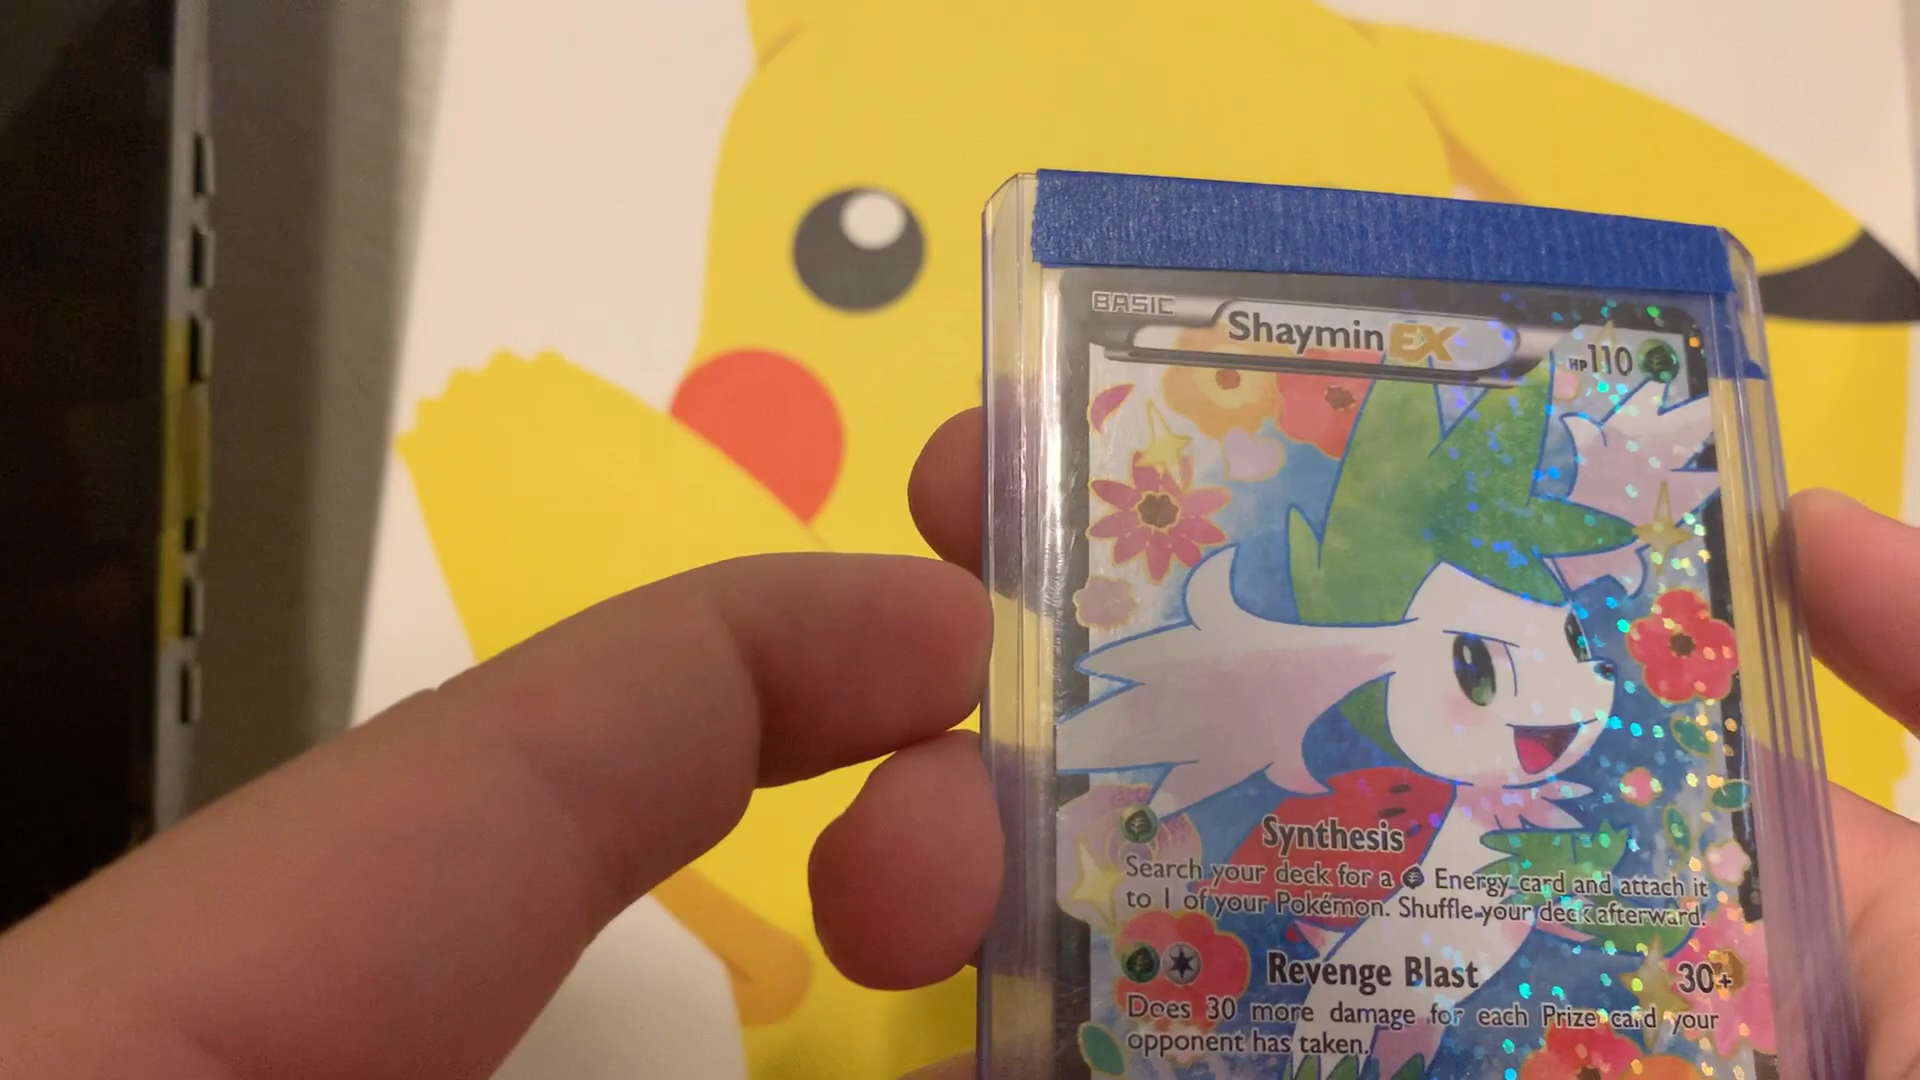 BASIC
Shaymin EX
HP110
Synthesis
Search your deck for a Energy card and attach it
to 1 of your Pokémon. Shuffle your deck afterward.
Revenge Blast
30+
Does 30 more damage for each Prize card your
opponent has taken.